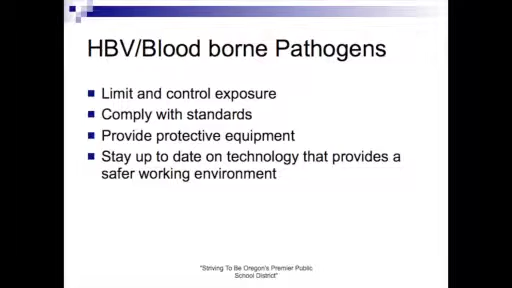 HBV/Blood borne Pathogens
Limit and control exposure
Comply with standards
Provide protective equipment
Stay up to date on technology that provides a
safer working environment
"Striving To Be Oregon's Premier Public
School District"